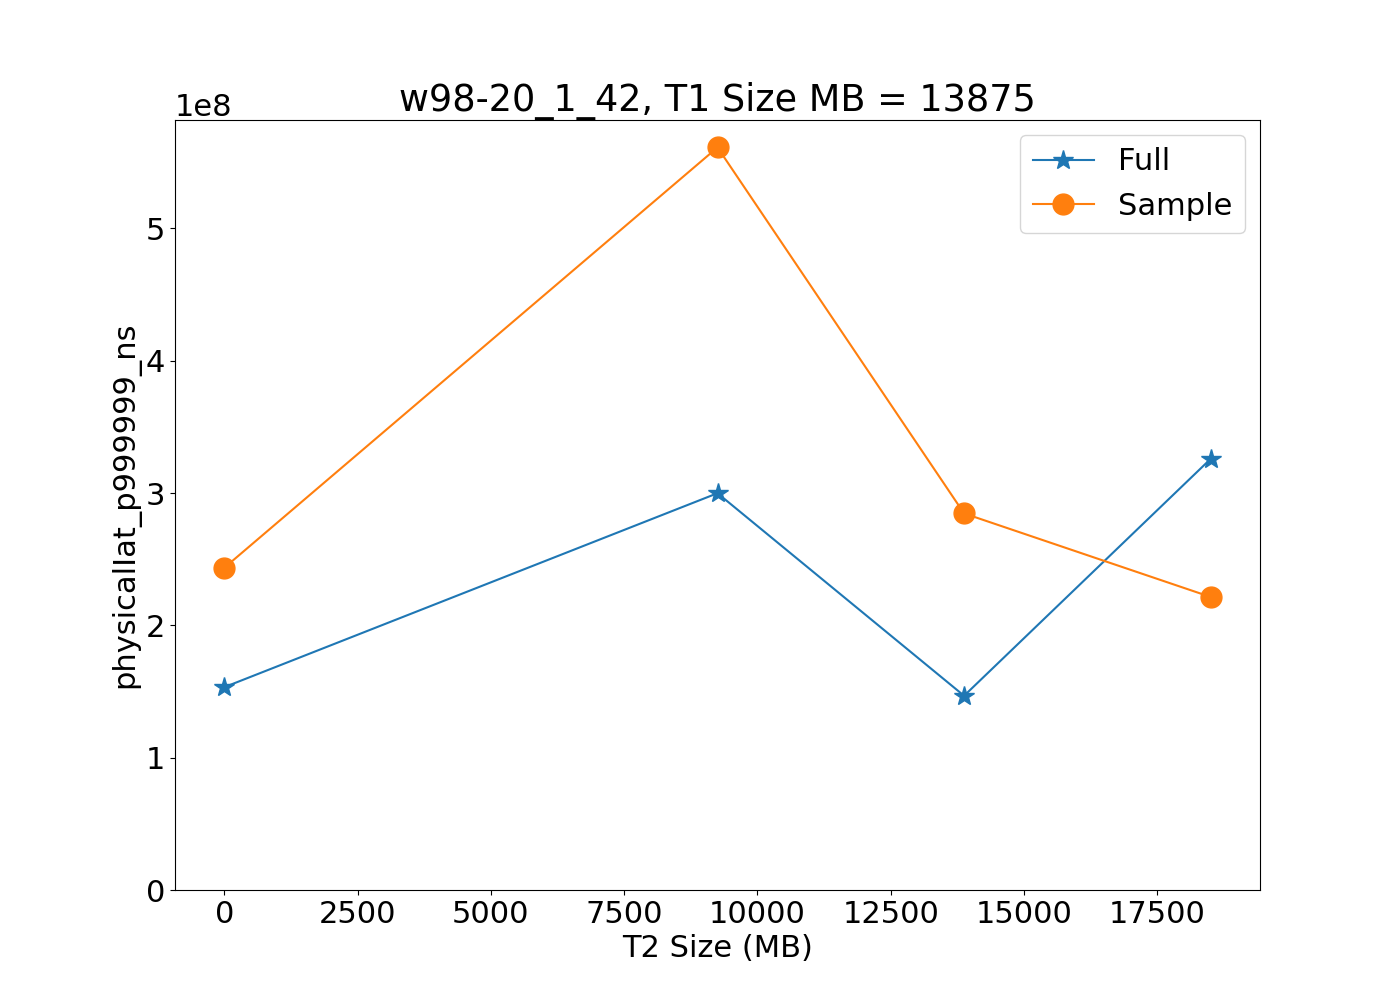 w98-20_1_42, T1 Size MB = 13875
1e8
Full
Sample
5
4
3
2
1
0
physicallat_p999999_ns
0 2500 5000 7500 10000 12500 15000 17500
T2 Size (MB)